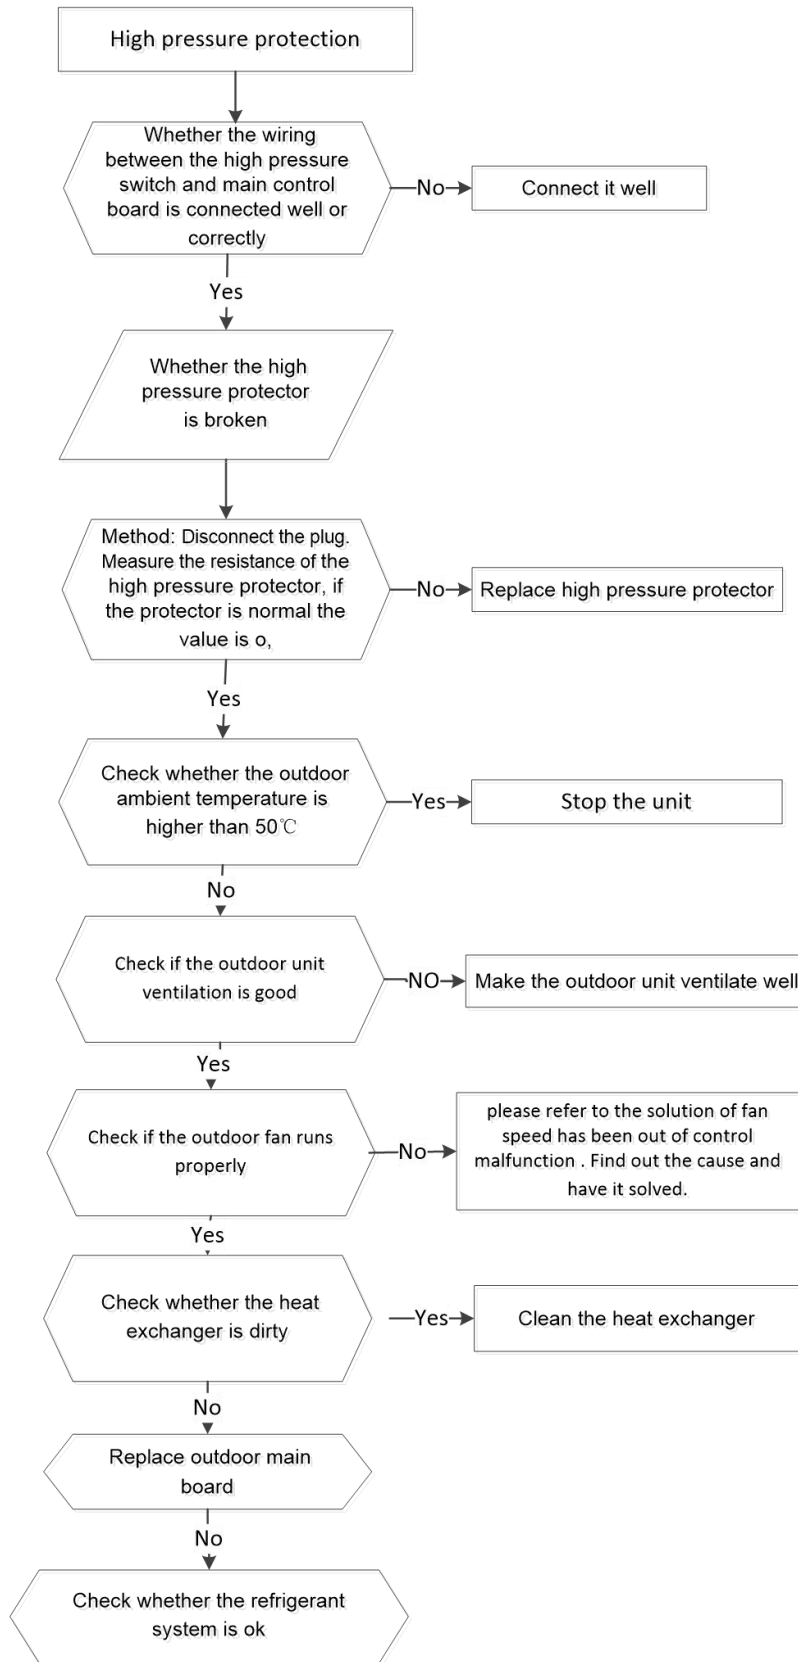 High pressure protection
Whether the wiring
between the high pressure
switch and main control
board is connected well or
correctly
No
Connect it well
Yes
Whether the high
pressure protector
is broken
Method: Disconnect the plug.
Measure the resistance of the
high pressure protector, if
the protector is normal the
value is o,
No
Replace high pressure protector
Yes
Check whether the outdoor
ambient temperature is
higher than 50℃
Yes
Stop the unit
No
Check if the outdoor unit
ventilation is good
NO
Make the outdoor unit ventilate well
Yes
Check if the outdoor fan runs
properly
No
please refer to the solution of fan
speed has been out of control
malfunction . Find out the cause and
have it solved.
Yes
Check whether the heat
exchanger is dirty
Yes
Clean the heat exchanger
No
Replace outdoor main
board
No
Check whether the refrigerant
system is ok